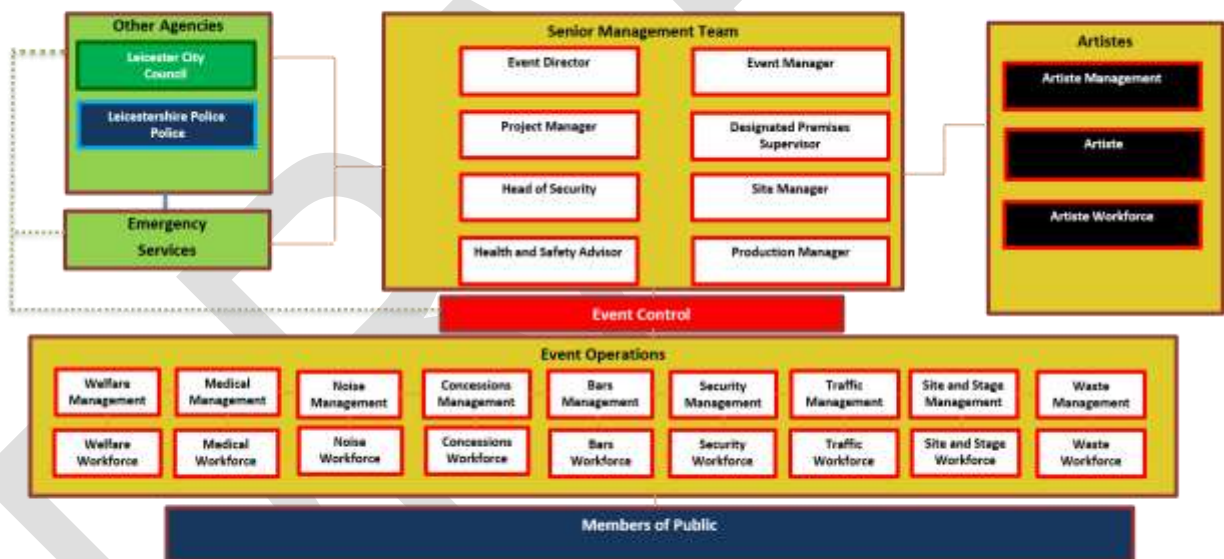 Other Agencies
Leicester City
Council
Leicestershire Police
Police
Emergency
Services
Senior Management Team
Event Director
Event Manager
Project Manager
Designated Premises
Supervisor
Head of Security
Site Manager
Health and Safety Advisor
Production Manager
Artistes
Artiste Management
Artiste
Artiste Workforce
Event Control
Event Operations
Welfare
Management
Medical
Management
Noise
Management
Concessions
Management
Bars
Management
Security
Management
Traffic
Management
Site and Stage
Management
Waste
Management
Welfare
Workforce
Medical
Workforce
Noise
Workforce
Concessions
Workforce
Bars
Workforce
Security
Workforce
Traffic
Workforce
Site and Stage
Workforce
Waste
Workforce
Members of Public